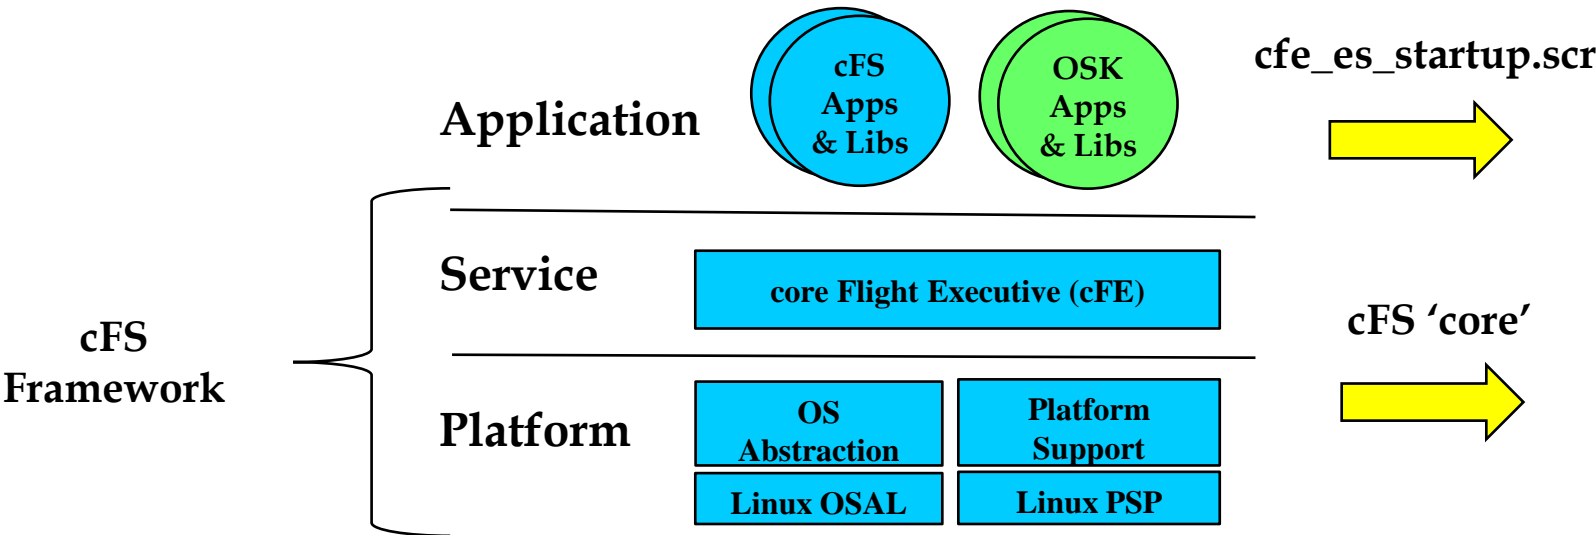 cFS
Apps
& Libs
OSK
Apps
& Libs
cfe_es_startup.scr
Application
Service
core Flight Executive (cFE)
cFS ‘core’
cFS
Framework
Platform
OS
Abstraction
Platform
Support
Linux OSAL
Linux PSP